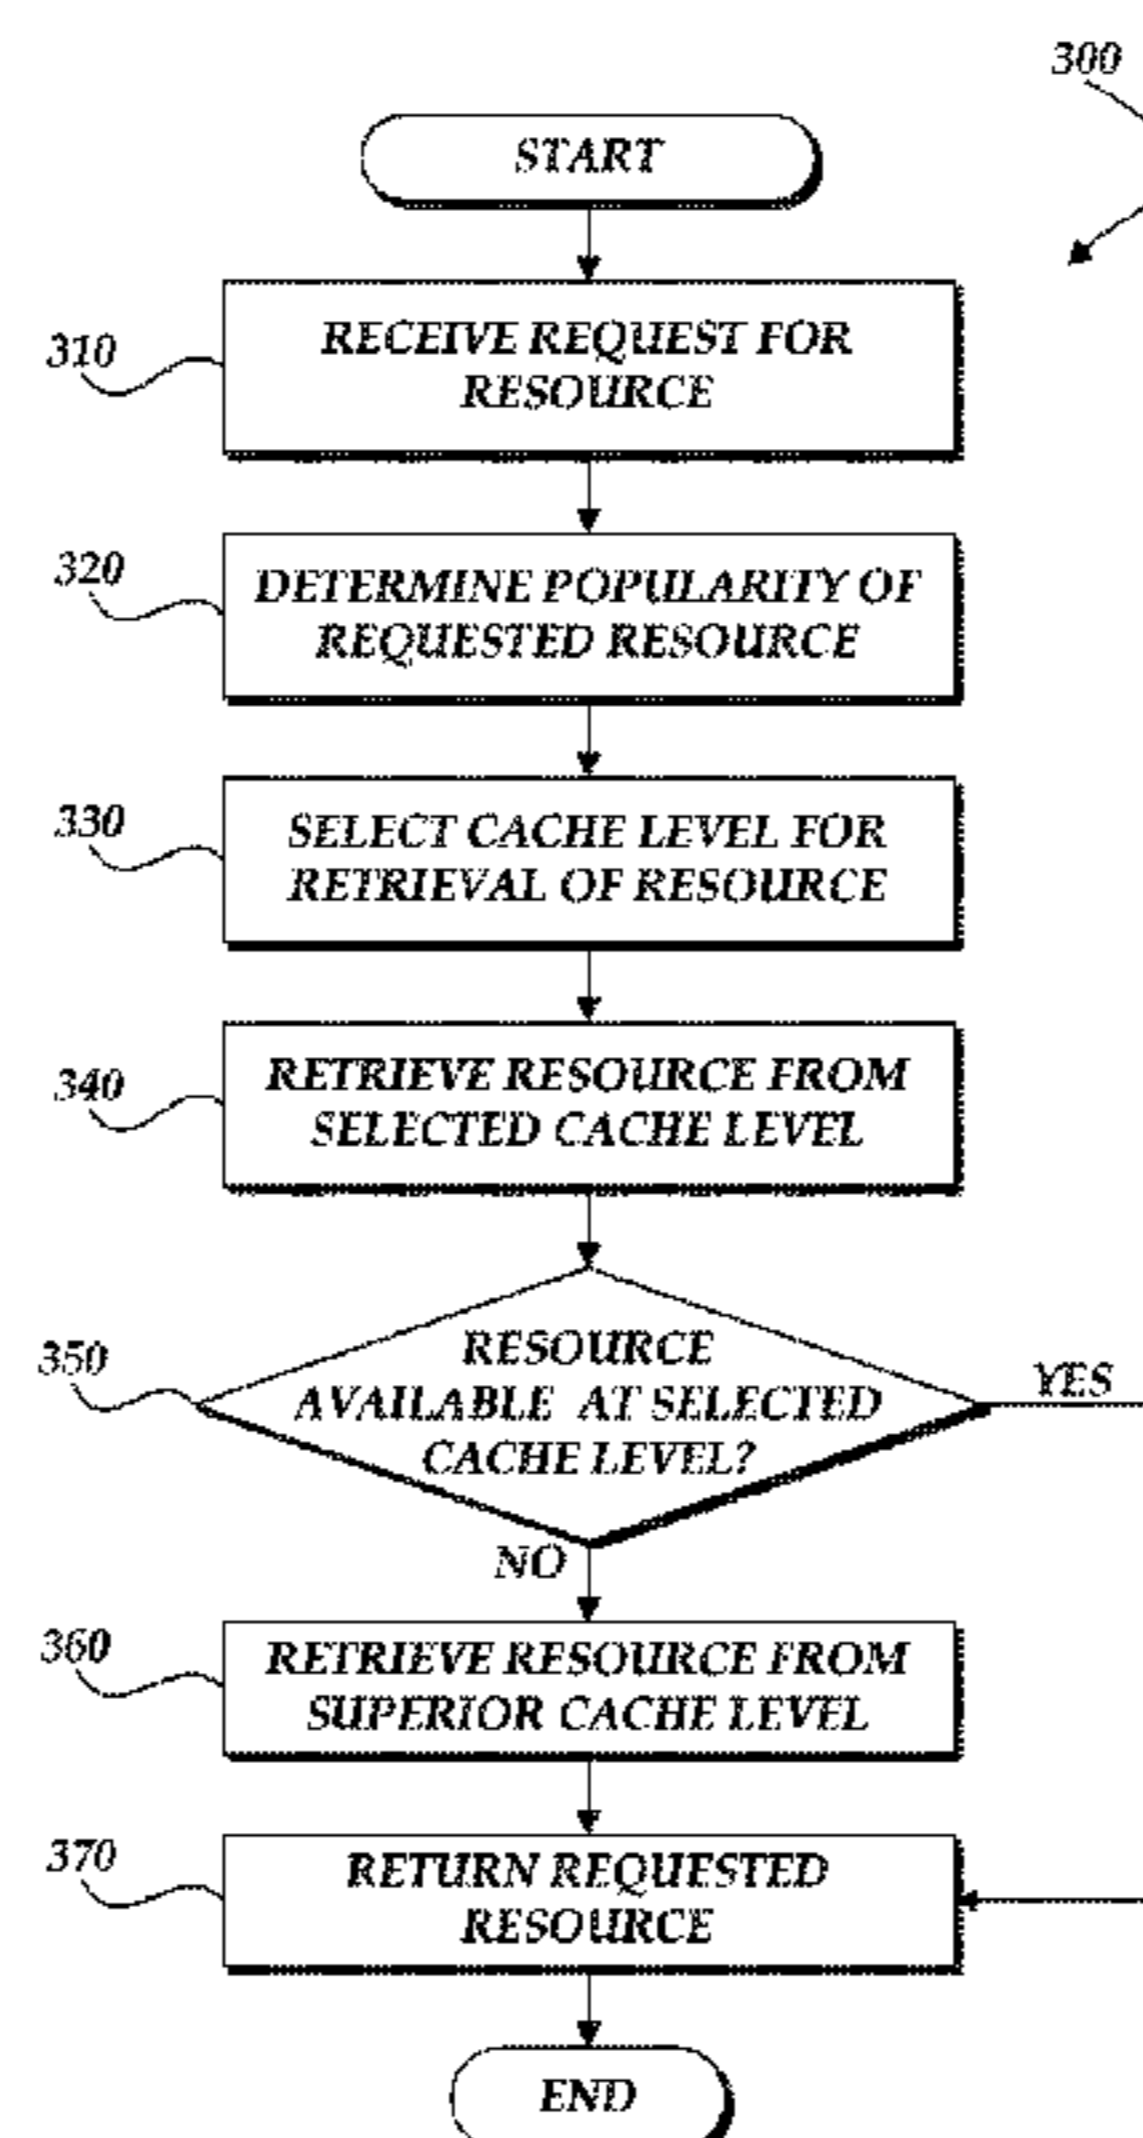 300
START
310
RECEIVE REQUEST FOR
RESOURCE
320
DETERMINE POPULARITY OF
REQUESTED RESOURCE
330
SELECT CACHE LEVEL FOR
RETRIEVAL OF RESOURCE
340
RETRIEVE RESOURCE FROM
SELECTED CACHE LEVEL
350
RESOURCE
AVAILABLE AT SELECTED
CACHE LEVEL?
YES
NO
360
RETRIEVE RESOURCE FROM
SUPERIOR CACHE LEVEL
370
RETURN REQUESTED
RESOURCE
END